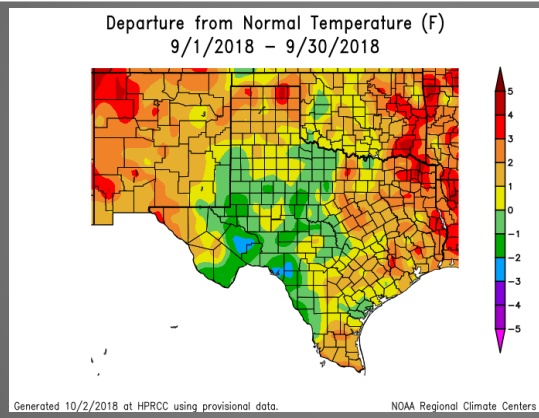 Departure from Normal Temperature (F)
9/1/2018 – 9/30/2018
5
4
3
2
1
0
−1
−2
−3
−4
−5
Generated 10/2/2018 at HPRCC using provisional data.
NOAA Regional Climate Centers